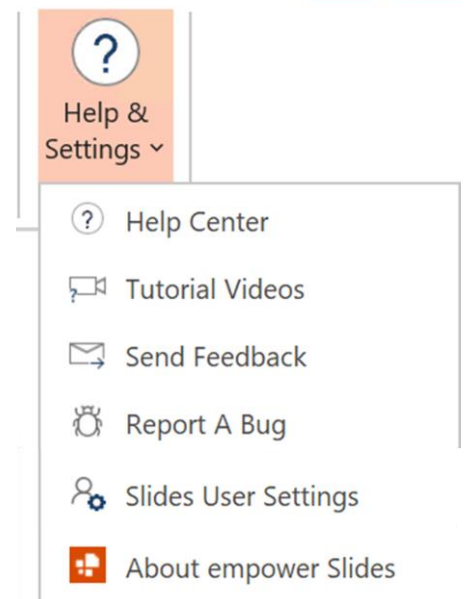 Help &
Settings
Help Center
Tutorial Videos
Send Feedback
Report A Bug
Slides User Settings
About empower Slides